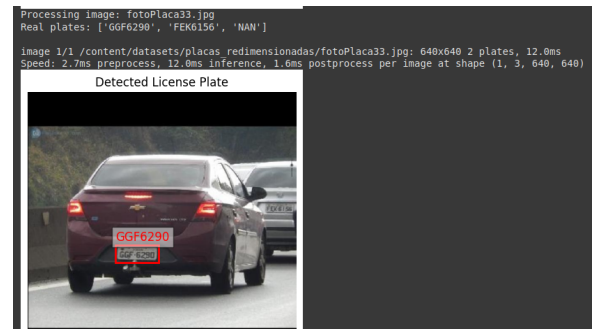 Processing image: fotoPlaca33.jpg
Real plates: ['GGF6290', 'FEK6156', 'NAN']
image 1/1 /content/datasets/placas_redimensionadas/fotoPlaca33.jpg: 640x640 2 plates, 12.0ms
Speed: 2.7ms preprocess, 12.0ms inference, 1.6ms postprocess per image at shape (1, 3, 640, 640)
Detected License Plate
GGF6290
GGF 6290